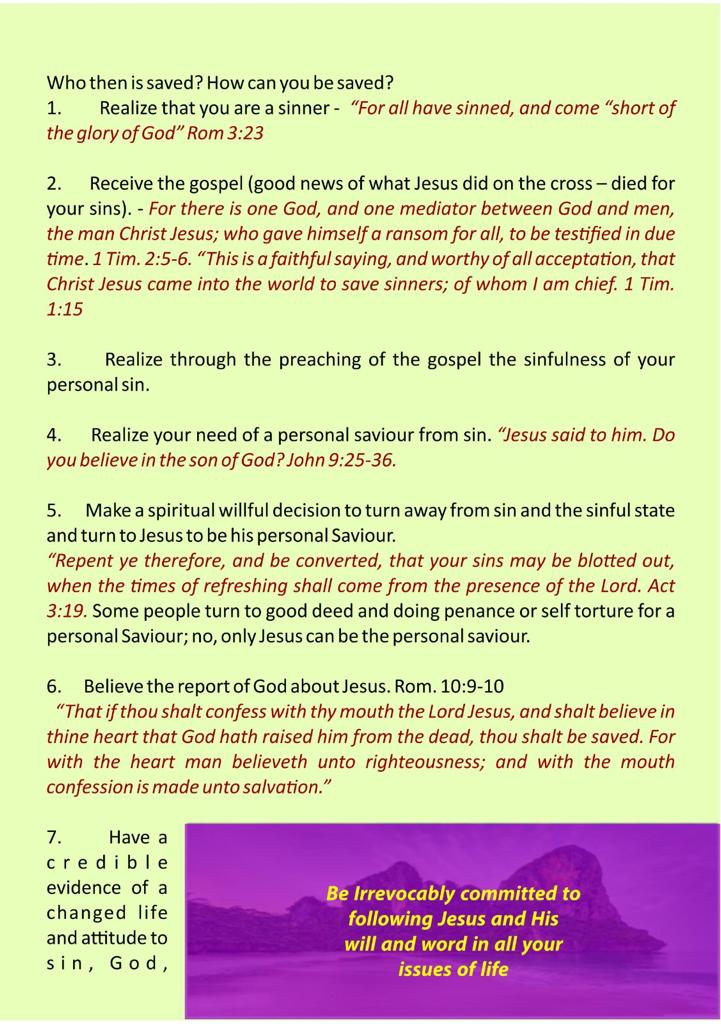 Who then is saved? How can you be saved?
1. Realize that you are a sinner - “For all have sinned, and come “short of
the glory of God” Rom 3:23
2. Receive the gospel (good news of what Jesus did on the cross – died for
your sins). - For there is one God, and one mediator between God and men,
the man Christ Jesus; who gave himself a ransom for all, to be testified in due
time. 1 Tim. 2:5-6. “This is a faithful saying, and worthy of all acceptation, that
Christ Jesus came into the world to save sinners; of whom I am chief. 1 Tim.
1:15
3. Realize through the preaching of the gospel the sinfulness of your
personal sin.
4. Realize your need of a personal saviour from sin. “Jesus said to him. Do
you believe in the son of God? John 9:25-36.
5. Make a spiritual willful decision to turn away from sin and the sinful state
and turn to Jesus to be his personal Saviour.
“Repent ye therefore, and be converted, that your sins may be blotted out,
when the times of refreshing shall come from the presence of the Lord. Act
3:19. Some people turn to good deed and doing penance or self torture for a
personal Saviour; no, only Jesus can be the personal saviour.
6. Believe the report of God about Jesus. Rom. 10:9-10
“That if thou shalt confess with thy mouth the Lord Jesus, and shalt believe in
thine heart that God hath raised him from the dead, thou shalt be saved. For
with the heart man believeth unto righteousness; and with the mouth
confession is made unto salvation.”
7. Have a
credible
evidence of a
changed life
and attitude to
sin, God,
Be Irrevocably committed to
following Jesus and His
will and word in all your
issues of life